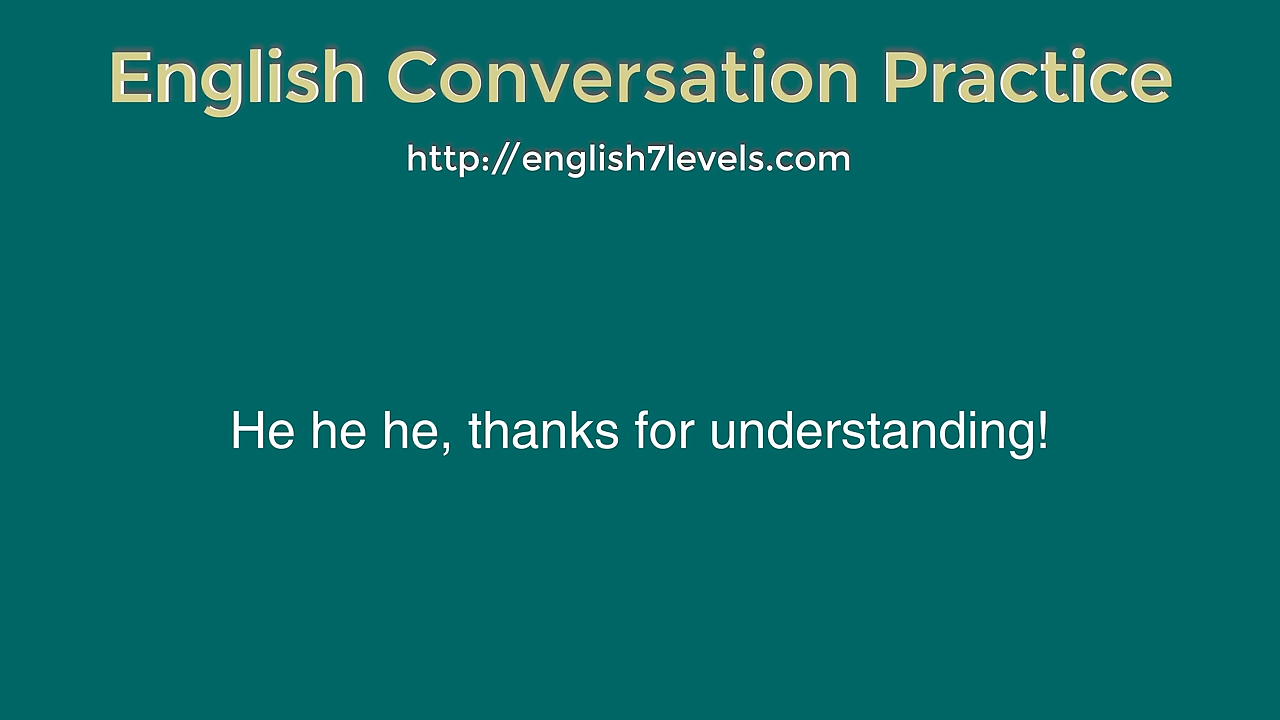 English Conversation Practice
http://english7levels.com
He he he, thanks for understanding!